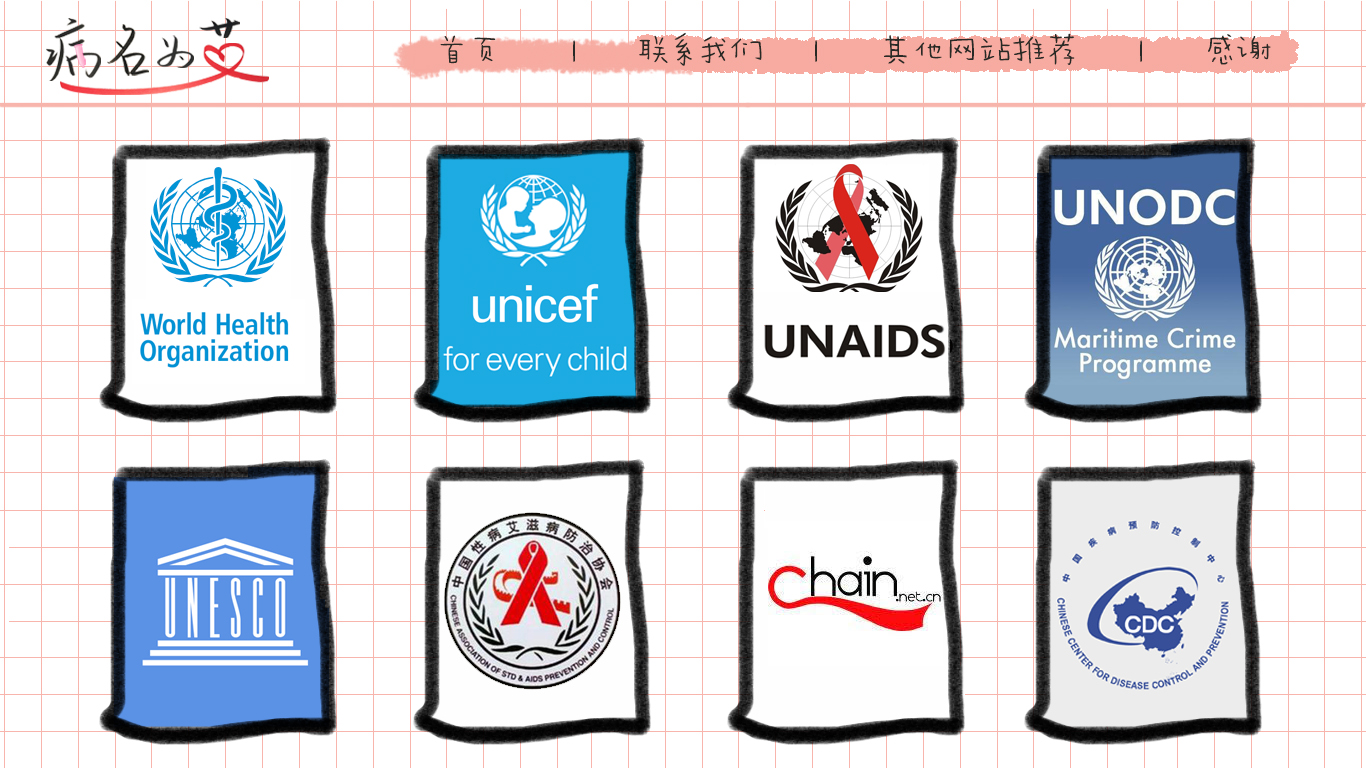 病名为艾
首页 | 联系我们 | 其他网站推荐 | 感谢
World Health
Organization
unicef
for every child
UNAIDS
UNODC
Maritime Crime
Programme
UNESCO
中国性病艾滋病防治协会
CHINESE ASSOCIATION OF STD & AIDS PREVENTION AND CONTROL
Chain.net.cn
中国疾病预防控制中心
CHINESE CENTER FOR DISEASE CONTROL AND PREVENTION
CDC